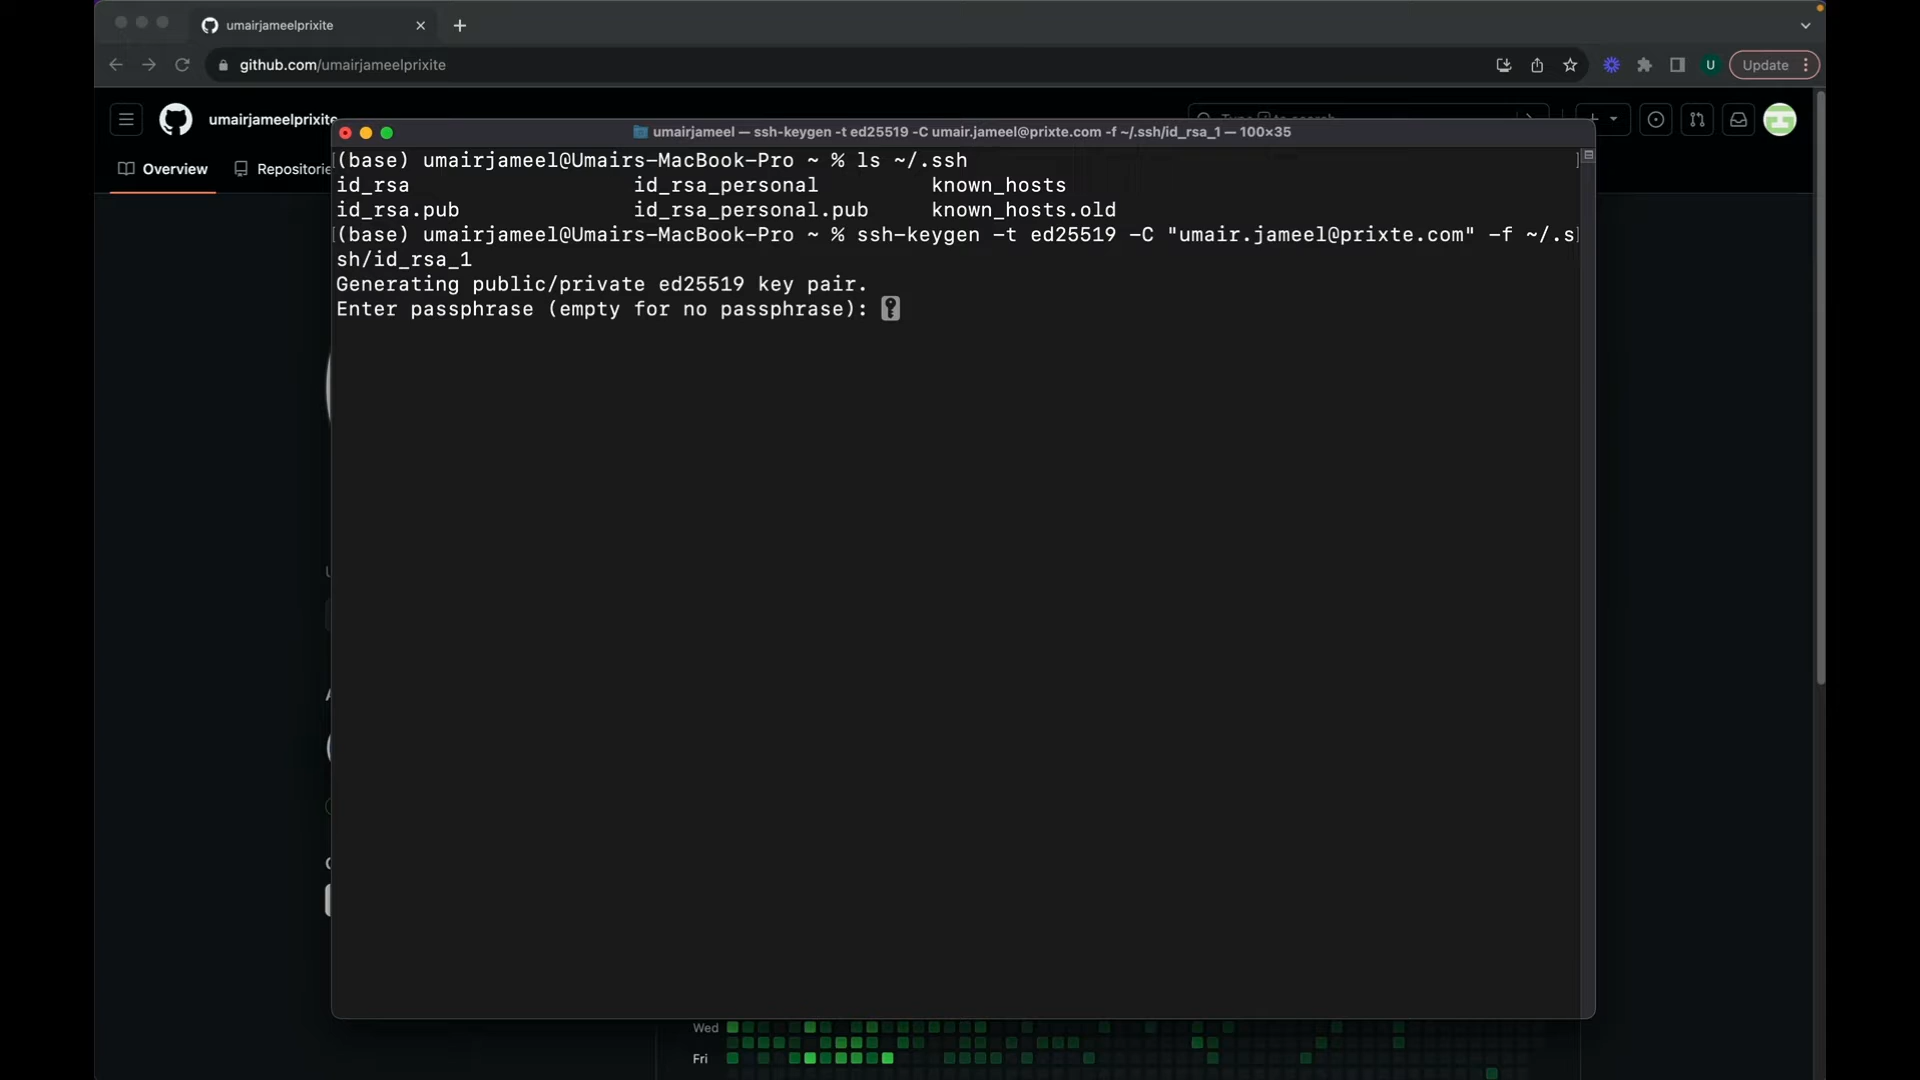 umairjameelprixite
github.com/umairjameelprixite
U
Update
umairjameelprixite
Overview
umairjameel — ssh-keygen -t ed25519 -C umair.jameel@prixte.com -f ~/.ssh/id_rsa_1 — 100×35
(base) umairjameel@Umairs-MacBook-Pro ~ % ls ~/.ssh
id_rsa id_rsa_personal known_hosts
id_rsa.pub id_rsa_personal.pub known_hosts.old
(base) umairjameel@Umairs-MacBook-Pro ~ % ssh-keygen -t ed25519 -C "umair.jameel@prixte.com" -f ~/.s
sh/id_rsa_1
Generating public/private ed25519 key pair.
Enter passphrase (empty for no passphrase):
Wed
Fri